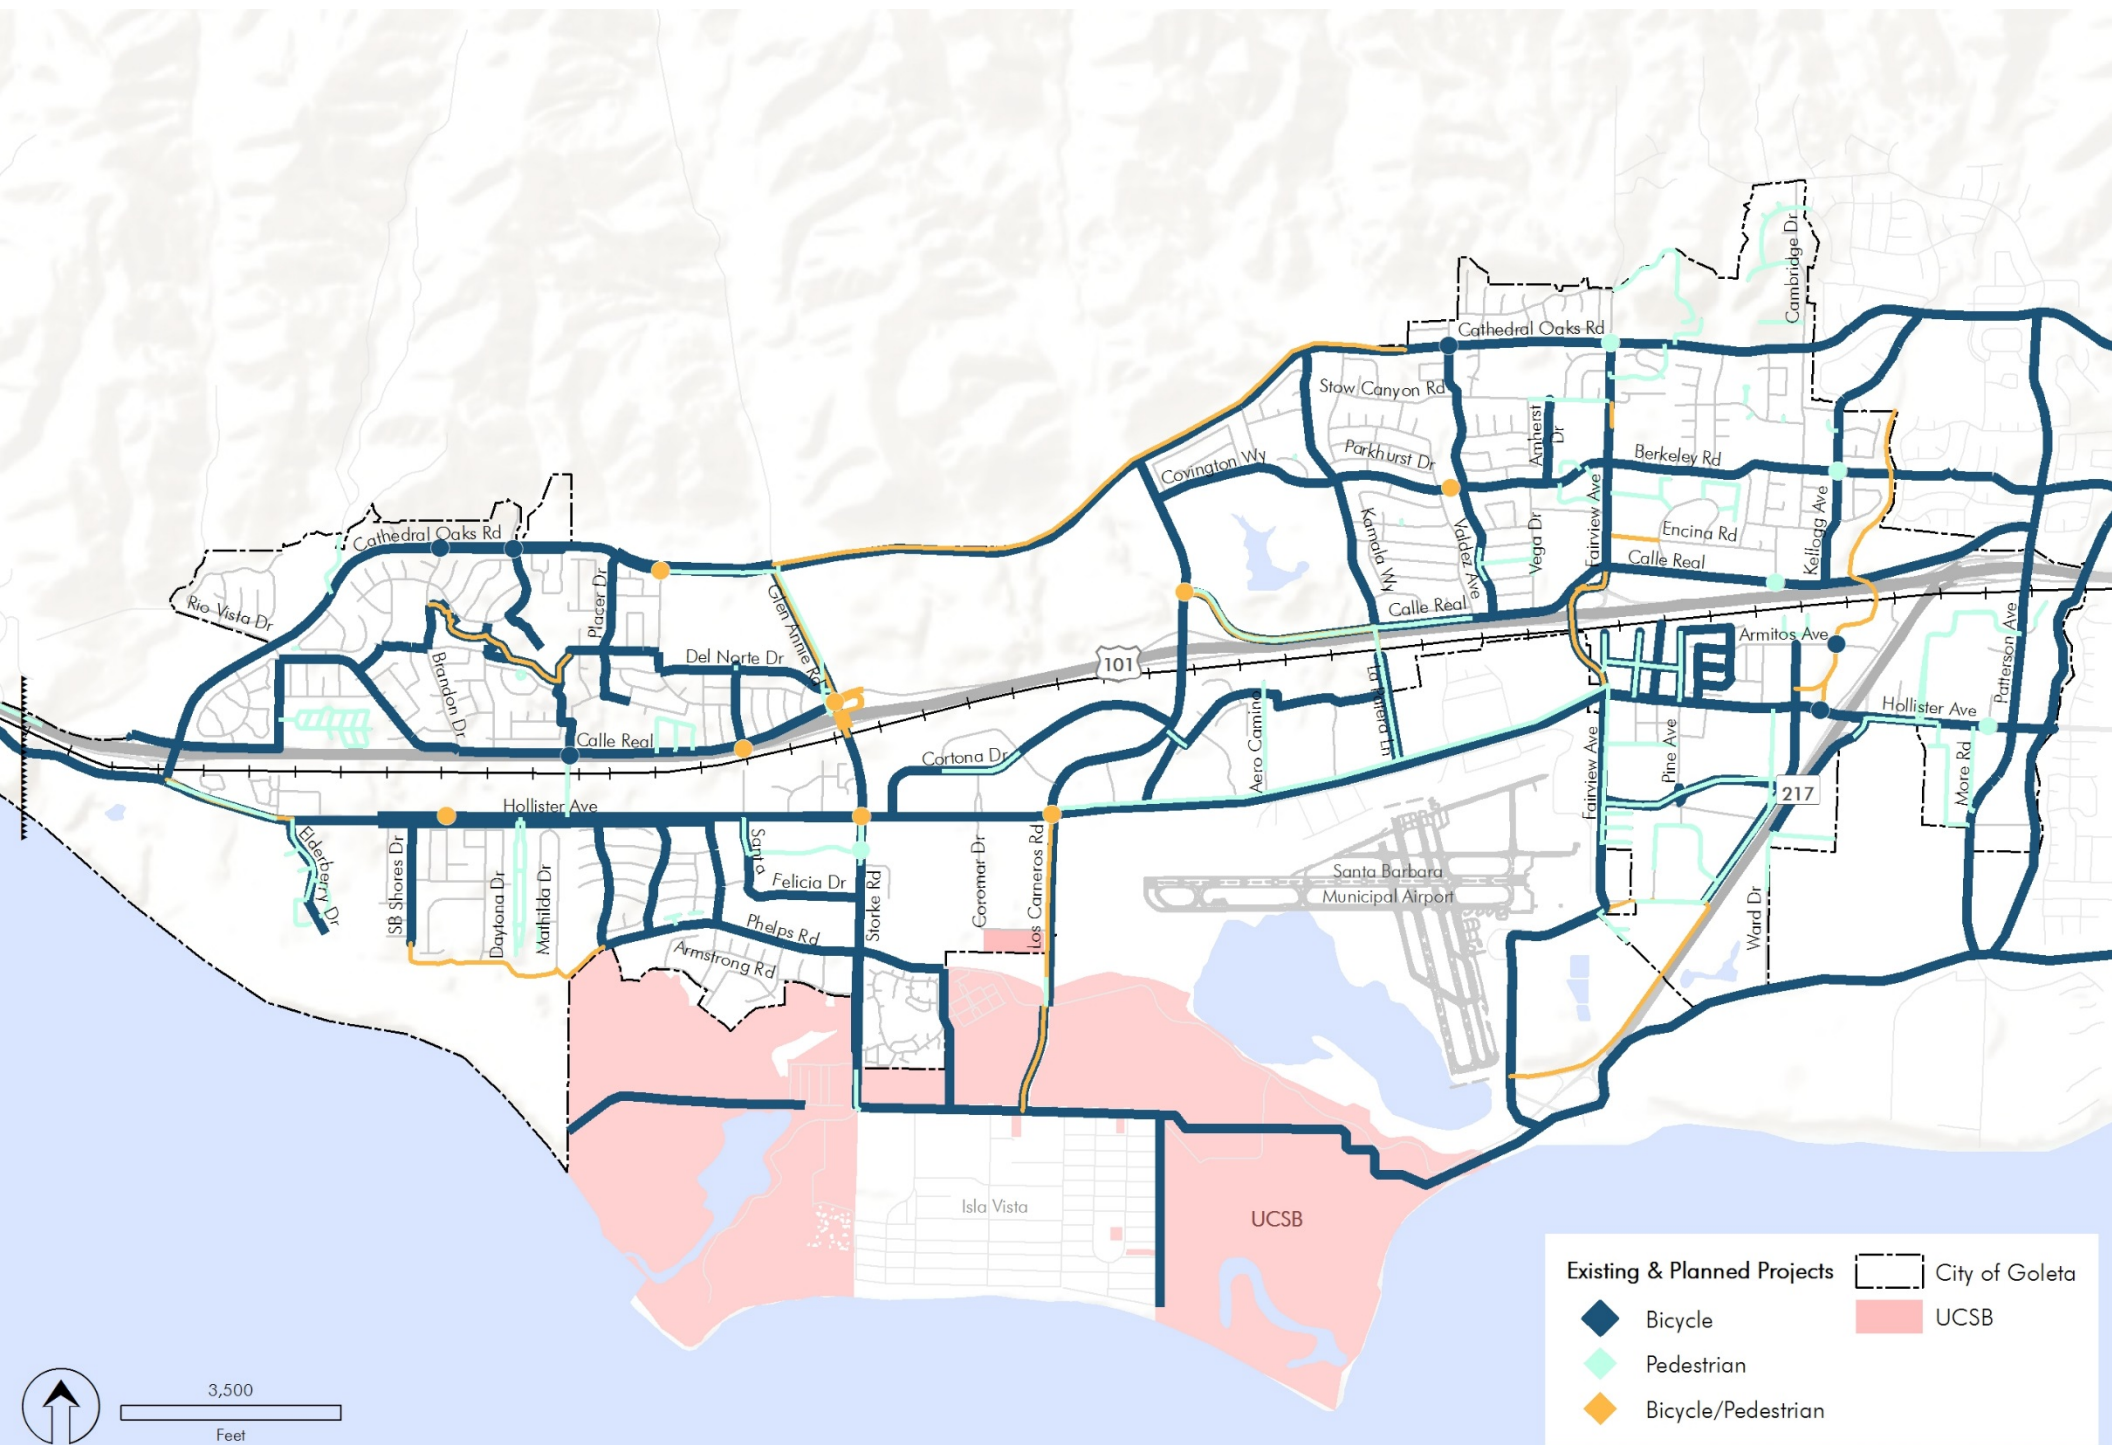 Cambridge Dr
Cathedral Oaks Rd
Stow Canyon Rd
Amherst
Dr
Parkhurst Dr
Covington Wy
Berkeley Rd
Fairview Ave
Kellogg Ave
Kamala Wy
Valdez Ave
Vega Dr
Encina Rd
Calle Real
Cathedral Oaks Rd
Rio Vista Dr
Placer Dr
Glen Annie Rd
Calle Real
Brandon Dr
Del Norte Dr
101
Armitos Ave
Patterson Ave
La Patera Ln
Hollister Ave
Calle Real
Cortona Dr
Aero Camino
Fairview Ave
Pine Ave
More Rd
217
Hollister Ave
Elderberry Dr
SB Shores Dr
Daytona Dr
Mathilda Dr
Santa
Felicia Dr
Storke Rd
Coromar Dr
Los Carneros Rd
Santa Barbara
Municipal Airport
Phelps Rd
Armstrong Rd
Ward Dr
Isla Vista
UCSB
Existing & Planned Projects
Bicycle
Pedestrian
Bicycle/Pedestrian
City of Goleta
UCSB
3,500
Feet